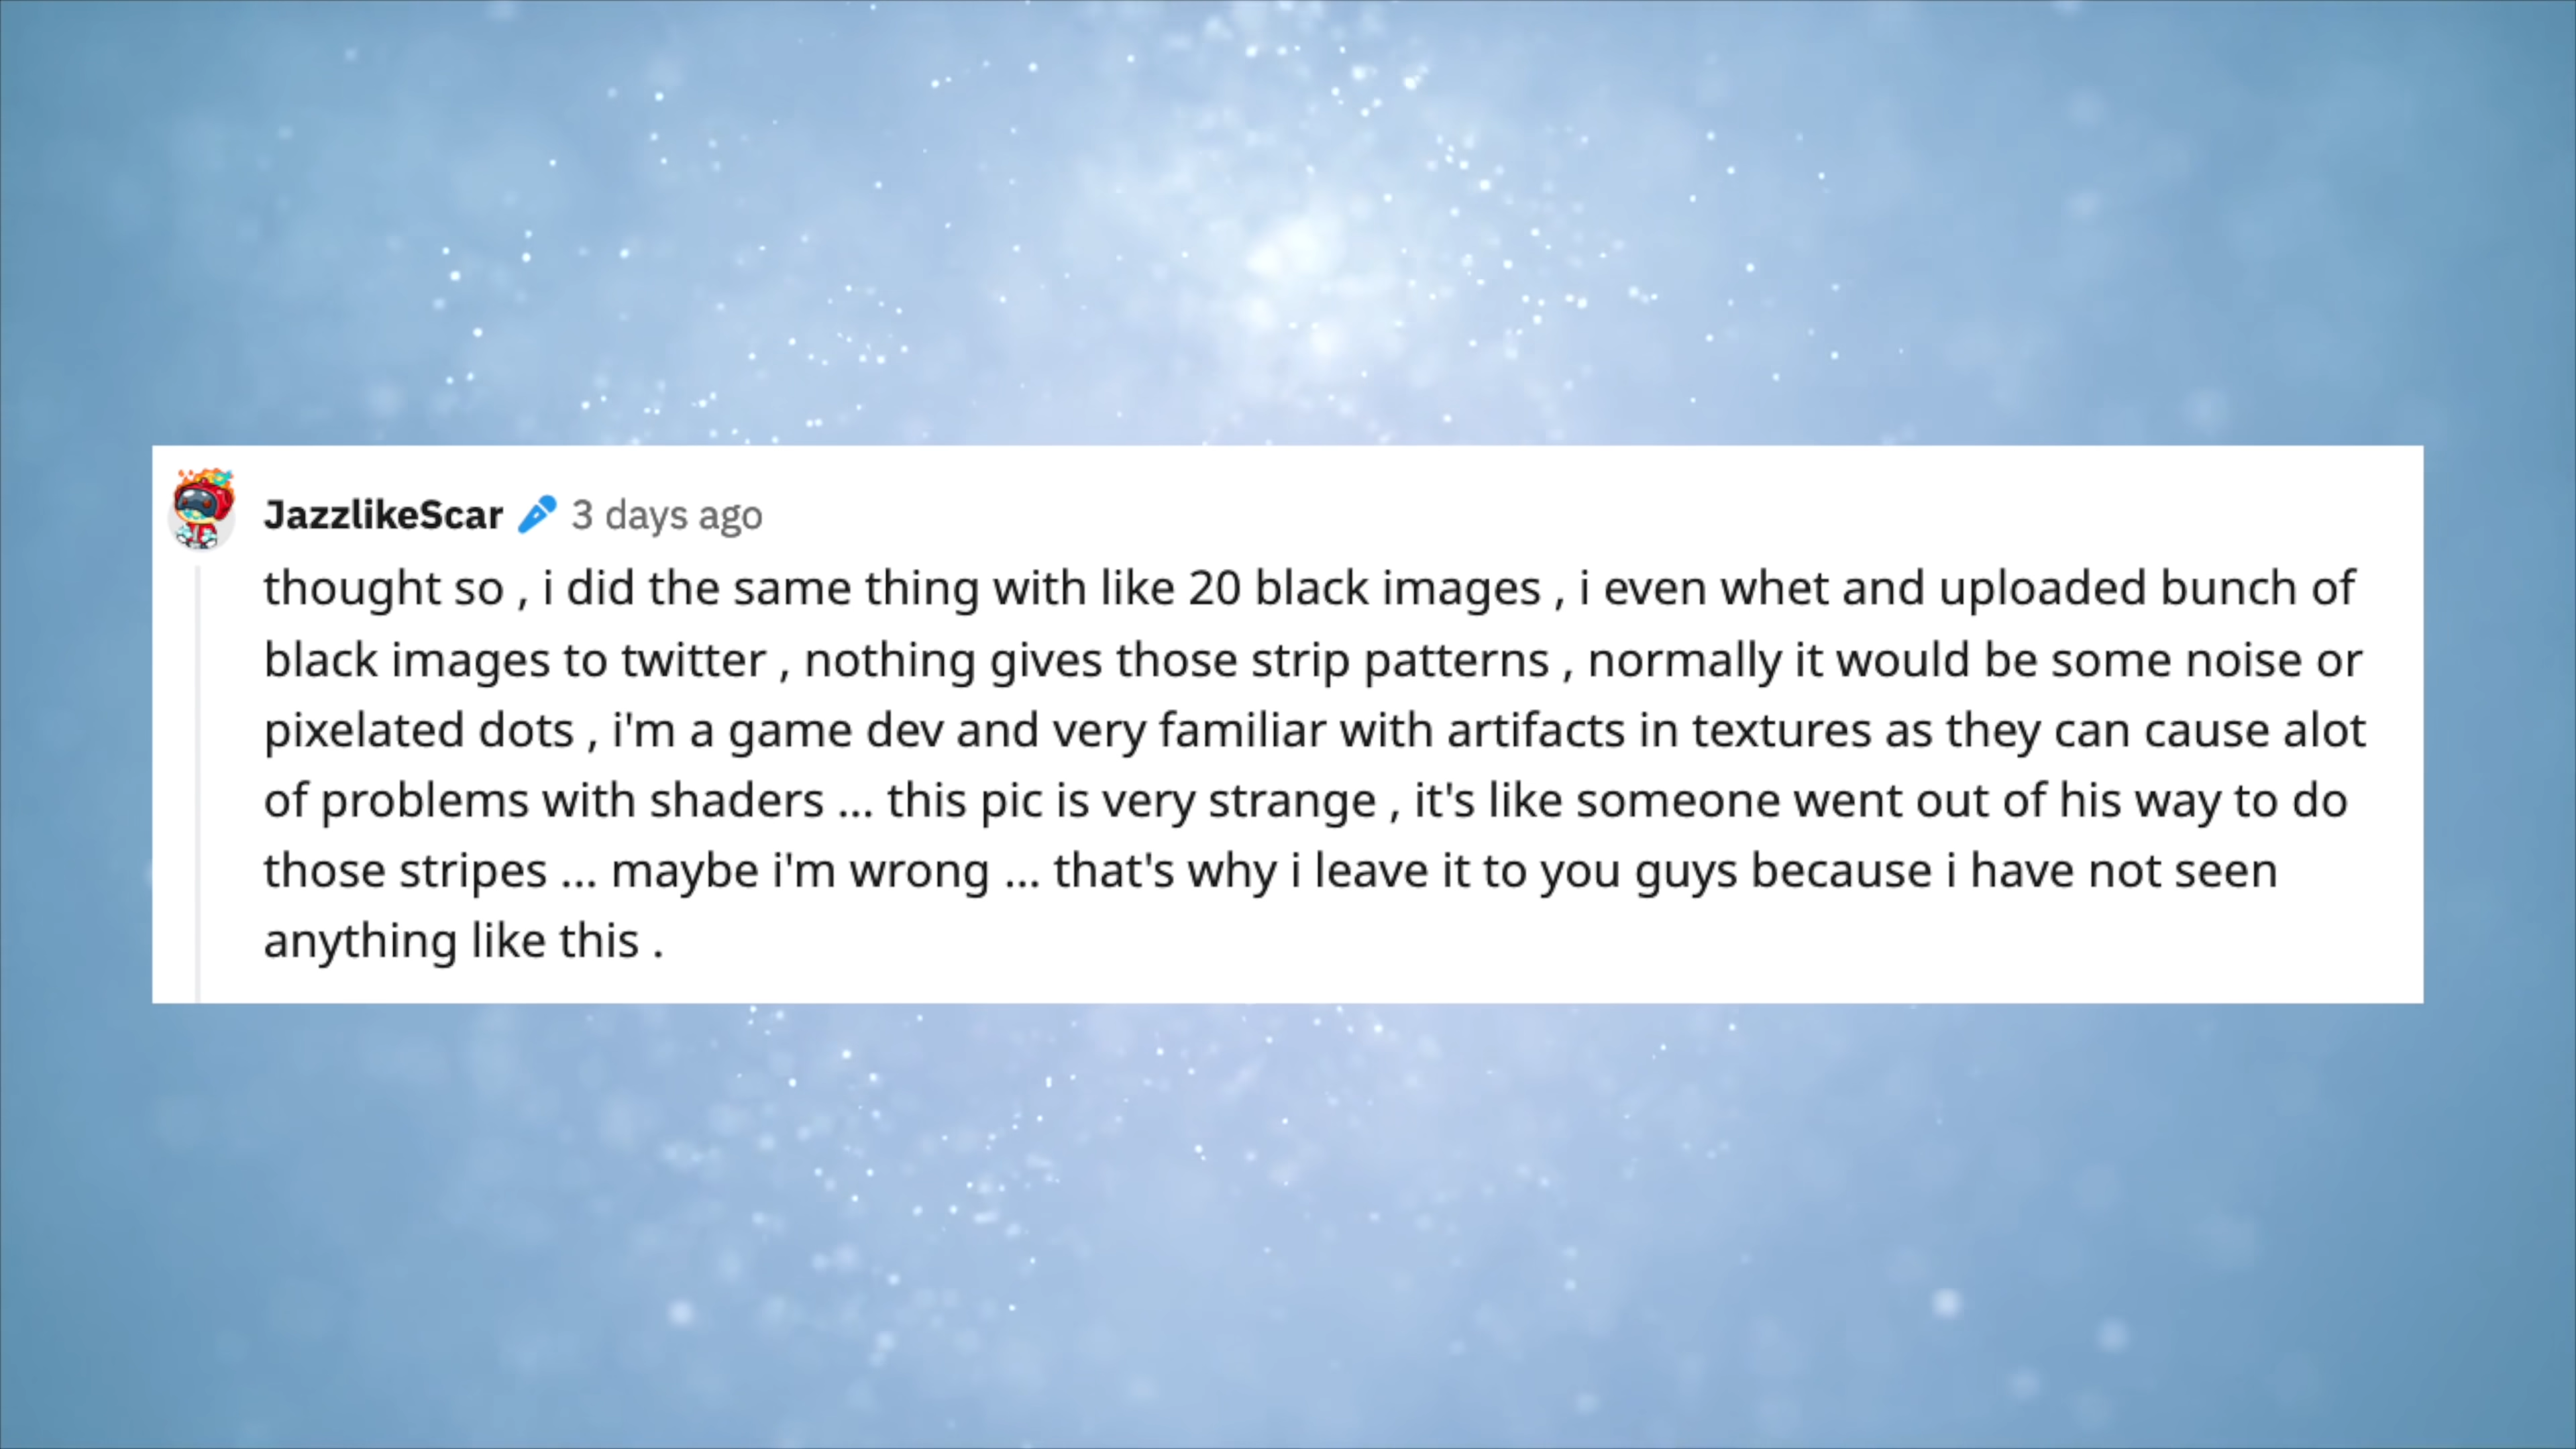 JazzlikeScar 3 days ago
thought so , i did the same thing with like 20 black images , i even whet and uploaded bunch of
black images to twitter , nothing gives those strip patterns , normally it would be some noise or
pixelated dots , i'm a game dev and very familiar with artifacts in textures as they can cause alot
of problems with shaders ... this pic is very strange , it's like someone went out of his way to do
those stripes ... maybe i'm wrong ... that's why i leave it to you guys because i have not seen
anything like this .